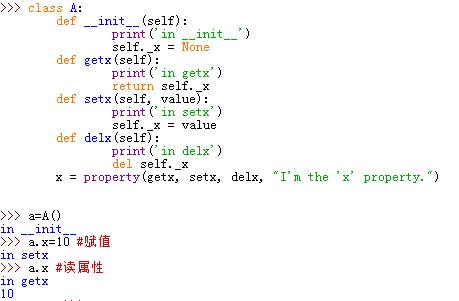 >>> class A:
        def __init__(self):
                print('in __init__')
                self._x = None
        def getx(self):
                print('in getx')
                return self._x
        def setx(self, value):
                print('in setx')
                self._x = value
        def delx(self):
                print('in delx')
                del self._x
        x = property(getx, setx, delx, "I'm the 'x' property.")
>>> a=A()
in __init__
>>> a.x=10 #赋值
in setx
>>> a.x #读属性
in getx
10